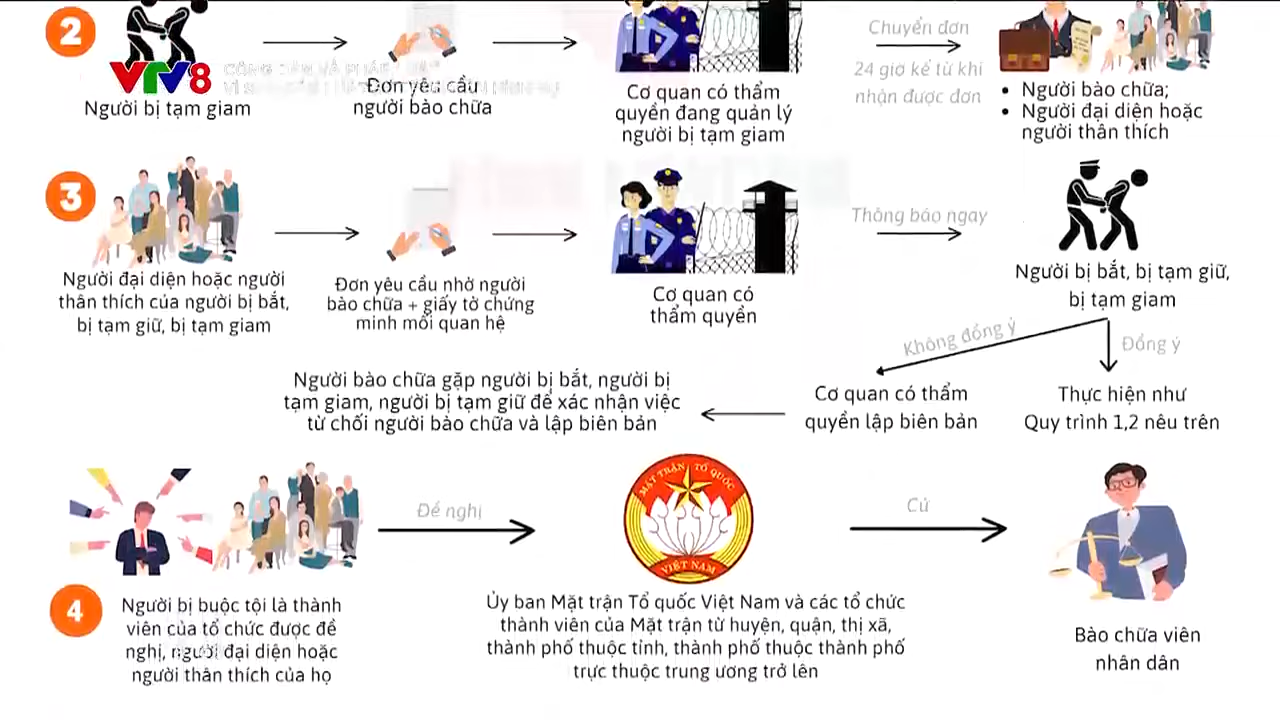 2
VTV8
Người bị tạm giam
Đơn yêu cầu
người bào chữa
Cơ quan có thẩm
quyền đang quản lý
người bị tạm giam
Chuyển đơn
24 giờ kể từ khi
nhận được đơn
• Người bào chữa;
• Người đại diện hoặc
người thân thích
3
Người đại diện hoặc người
thân thích của người bị bắt,
bị tạm giữ, bị tạm giam
Đơn yêu cầu nhờ người
bào chữa + giấy tờ chứng
minh mối quan hệ
Cơ quan có
thẩm quyền
Thông báo ngay
Người bị bắt, bị tạm giữ,
bị tạm giam
Không đồng ý
Đồng ý
Người bào chữa gặp người bị bắt, người bị
tạm giam, người bị tạm giữ để xác nhận việc
từ chối người bào chữa và lập biên bản
Cơ quan có thẩm
quyền lập biên bản
Thực hiện như
Quy trình 1,2 nêu trên
4
Người bị buộc tội là thành
viên của tổ chức được đề
nghị, người đại diện hoặc
người thân thích của họ
Đề nghị
MẶT TRẬN TỔ QUỐC
VIỆT NAM
Ủy ban Mặt trận Tổ quốc Việt Nam và các tổ chức
thành viên của Mặt trận từ huyện, quận, thị xã,
thành phố thuộc tỉnh, thành phố thuộc thành phố
trực thuộc trung ương trở lên
Cử
Bào chữa viên
nhân dân